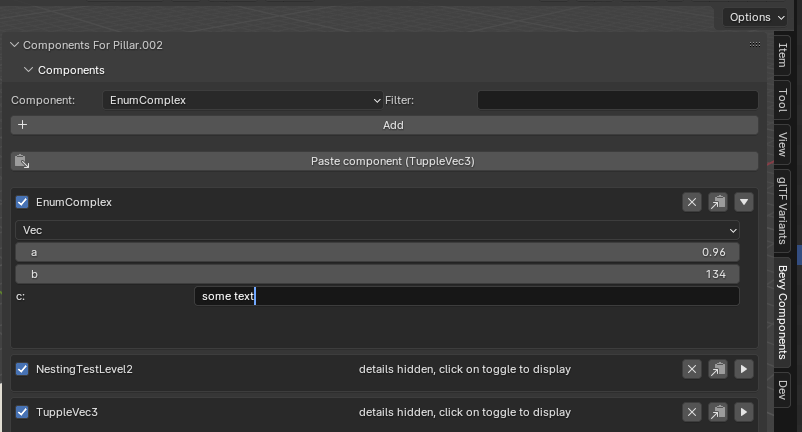 Options
Components For Pillar.002
Components
Component: EnumComplex Filter:
Add
Paste component (TuppleVec3)
EnumComplex
Vec
a 0.96
b 134
c: some text
NestingTestLevel2 details hidden, click on toggle to display
TuppleVec3 details hidden, click on toggle to display
Item
Tool
View
glTF Variants
Bevy Components
Dev